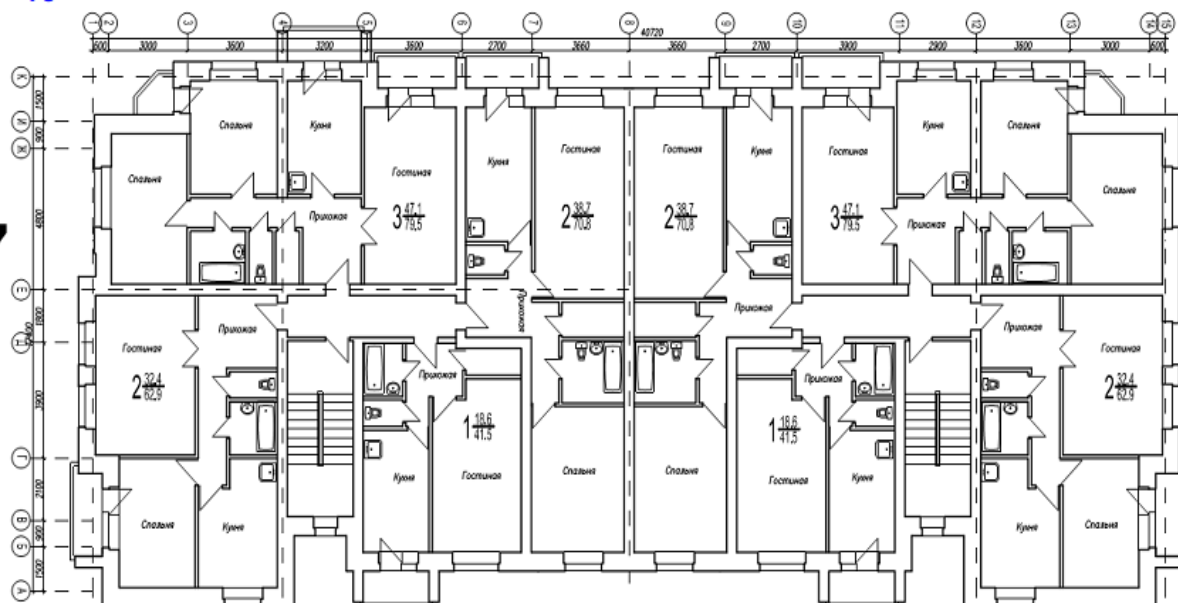 1 2 3 4 5 6 7 8 9 10 11 12 13 14 15
40720
600 3000 3600 3200 3600 2700 3660 3660 2700 3900 2900 3600 3000 600
К
1500
И
900
Ж
4800
Е
1800
Д
3900
Г
2100
В
900
Б
1500
А
7
Спальня Кухня Кухня Гостиная Гостиная Кухня Гостиная Кухня Спальня
Спальня Гостиная Спальня
Прихожая Прихожая
3 47.1 2 38.7 2 38.7 3 47.1
79.5 70.8 70.8 79.5
Прихожая Прихожая
Прихожая Прихожая
Гостиная Гостиная
2 32.4 Прихожая Прихожая 2 32.4
62.9 62.9
1 18.6 1 18.6
41.5 41.5
Кухня Гостиная Спальня Спальня Гостиная Кухня
Спальня Кухня Кухня Спальня